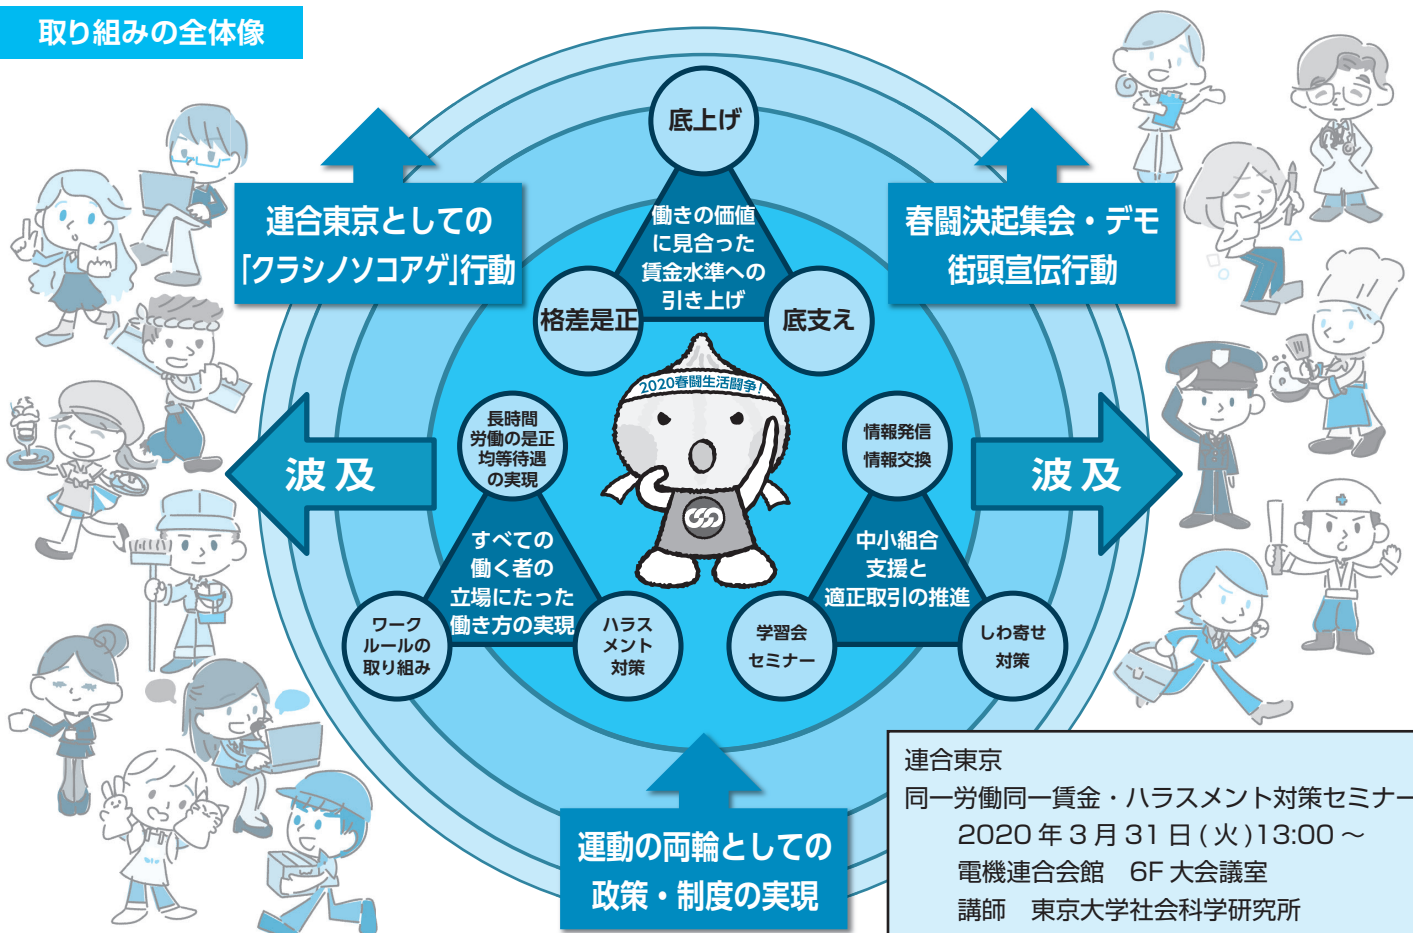 取り組みの全体像
底上げ
連合東京としての
「クラシノソコアゲ」行動
働きの価値
に見合った
賃金水準への
引き上げ
春闘決起集会・デモ
街頭宣伝行動
格差是正
底支え
2020春闘生活闘争!
長時間
労働の是正
均等待遇
の実現
情報発信
情報交換
波及
波及
すべての
働く者の
立場にたった
働き方の実現
中小組合
支援と
適正取引の推進
ワーク
ルールの
取り組み
ハラス
メント
対策
学習会
セミナー
しわ寄せ
対策
運動の両輪としての
政策・制度の実現
連合東京
同一労働同一賃金・ハラスメント対策セミナー
2020年3月31日(火)13:00～
電機連合会館　6F大会議室
講師　東京大学社会科学研究所